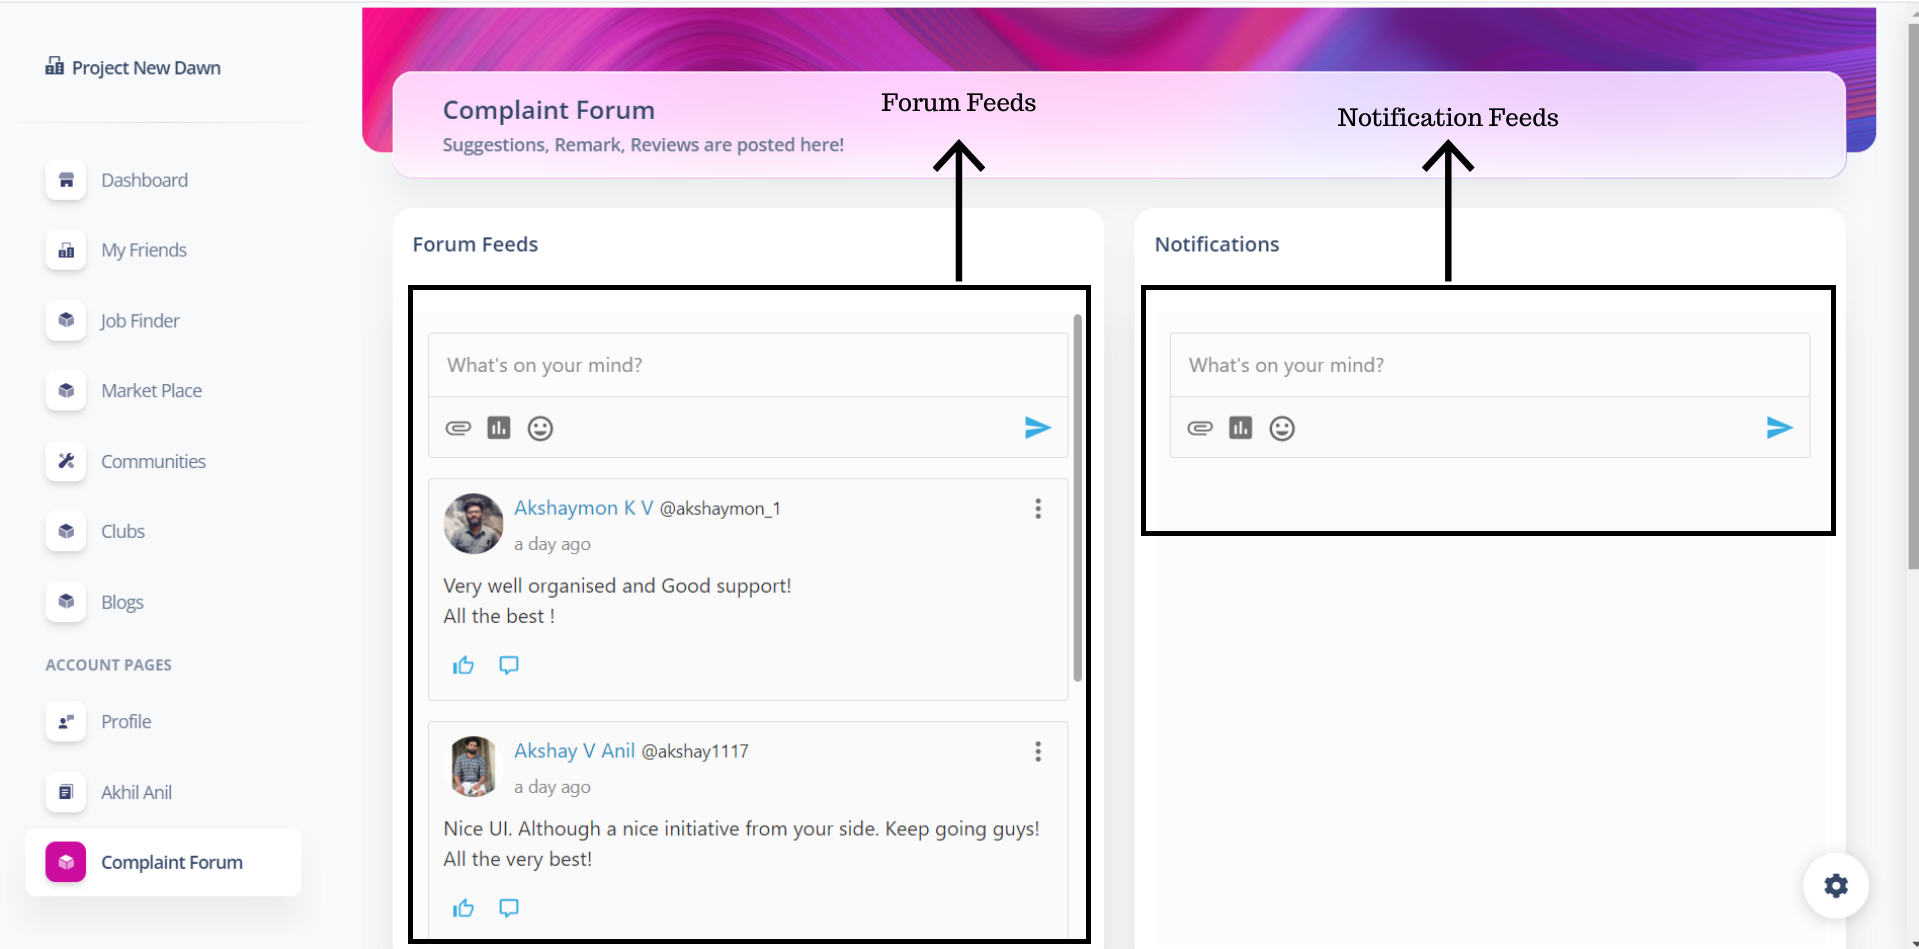 Project New Dawn
Dashboard
My Friends
Job Finder
Market Place
Communities
Clubs
Blogs
ACCOUNT PAGES
Profile
Akhil Anil
Complaint Forum
Complaint Forum
Suggestions, Remark, Reviews are posted here!
Forum Feeds
Notification Feeds
Forum Feeds
What's on your mind?
Akshaymon K V @akshaymon_1
a day ago
Very well organised and Good support!
All the best !
Akshay V Anil @akshay1117
a day ago
Nice UI. Although a nice initiative from your side. Keep going guys!
All the very best!
Notifications
What's on your mind?